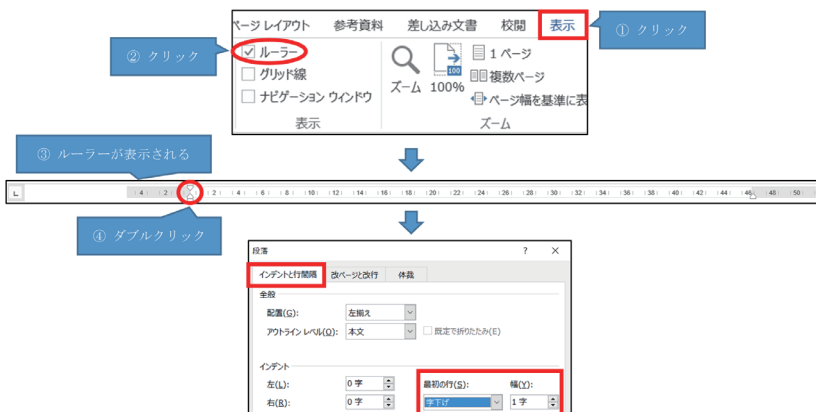 ページ レイアウト 参考資料 差し込み文書 校閲 表示
① クリック
② クリック
ルーラー
グリッド線
ナビゲーション ウィンドウ
表示
ズーム 100%
100
1 ページ
複数ページ
ページ幅を基準に表
ズーム
③ ルーラーが表示される
L 4 2 2 4 6 8 10 12 14 16 18 20 22 24 26 28 30 32 34 36 38 40 42 44 46 48 50
④ ダブルクリック
段落 ? ×
インデントと行間隔 改ページと改行 体裁
全般
配置(G): 左揃え
アウトライン レベル(O): 本文 既定で折りたたみ(E)
インデント
左(L): 0 字 最初の行(S): 幅(Y):
右(R): 0 字 字下げ 1 字